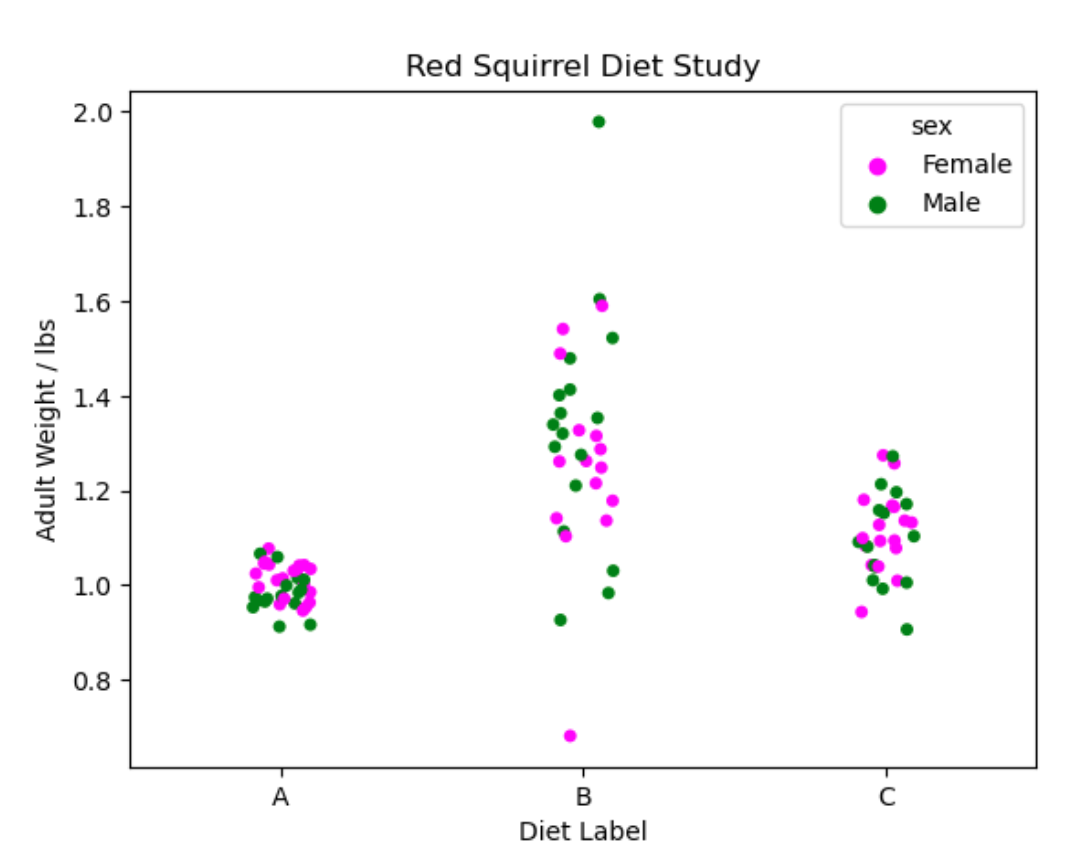 Red Squirrel Diet Study
sex
Female
Male
2.0
1.8
1.6
1.4
1.2
1.0
0.8
Adult Weight / lbs
A B C
Diet Label